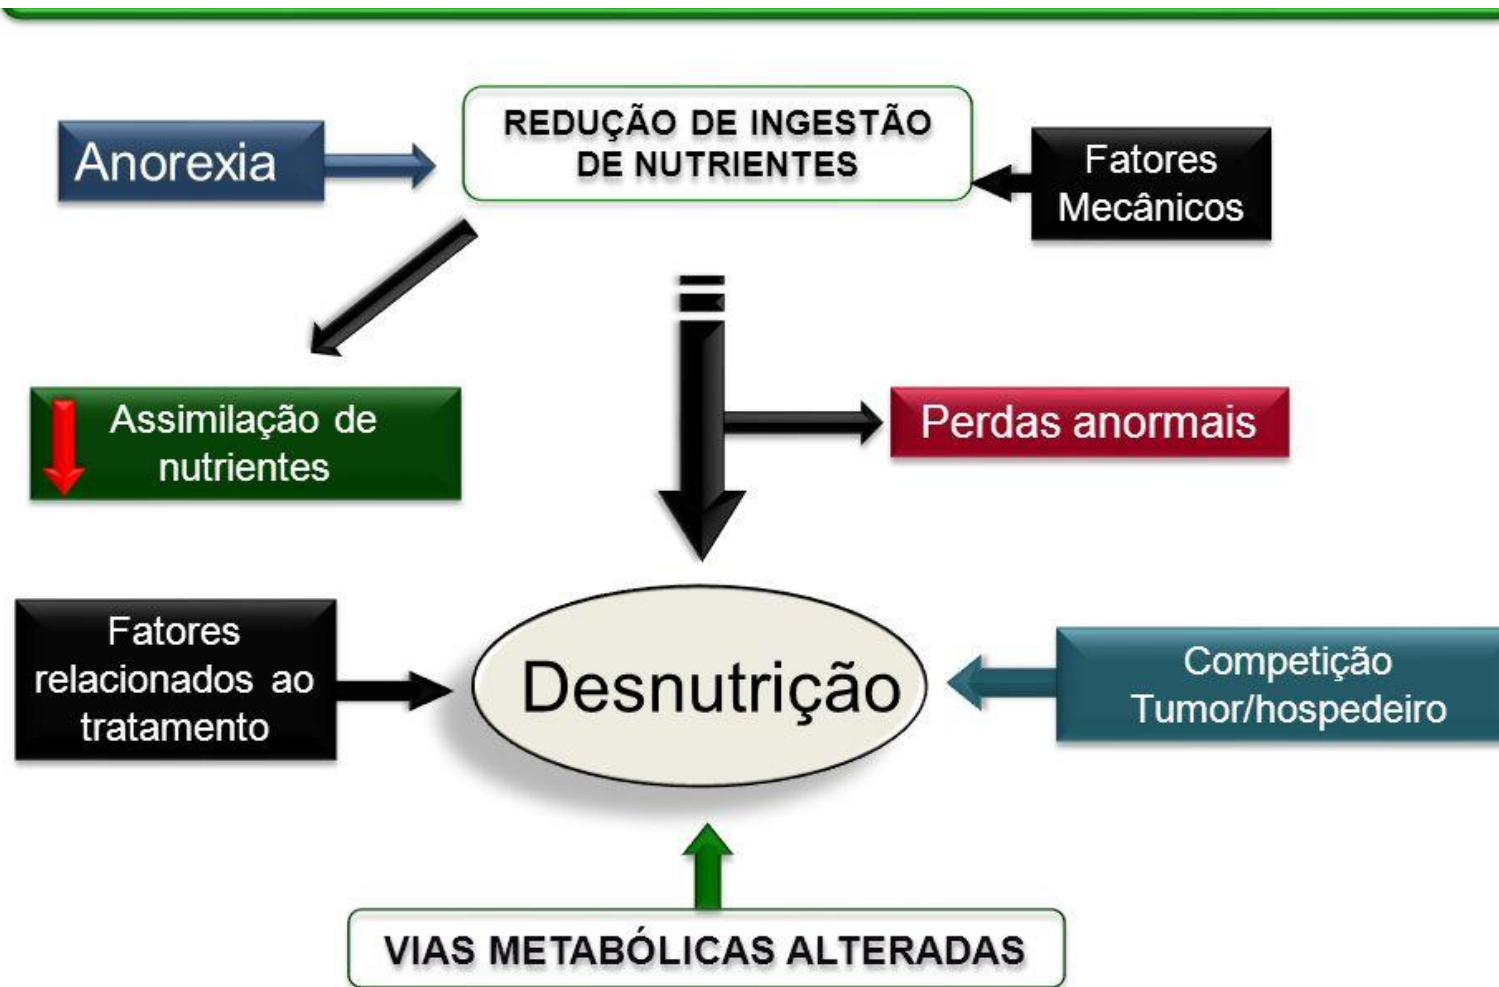 REDUÇÃO DE INGESTÃO
DE NUTRIENTES
Anorexia
Fatores
Mecânicos
Assimilação de
nutrientes
Perdas anormais
Fatores
relacionados ao
tratamento
Desnutrição
Competição
Tumor/hospedeiro
VIAS METABÓLICAS ALTERADAS